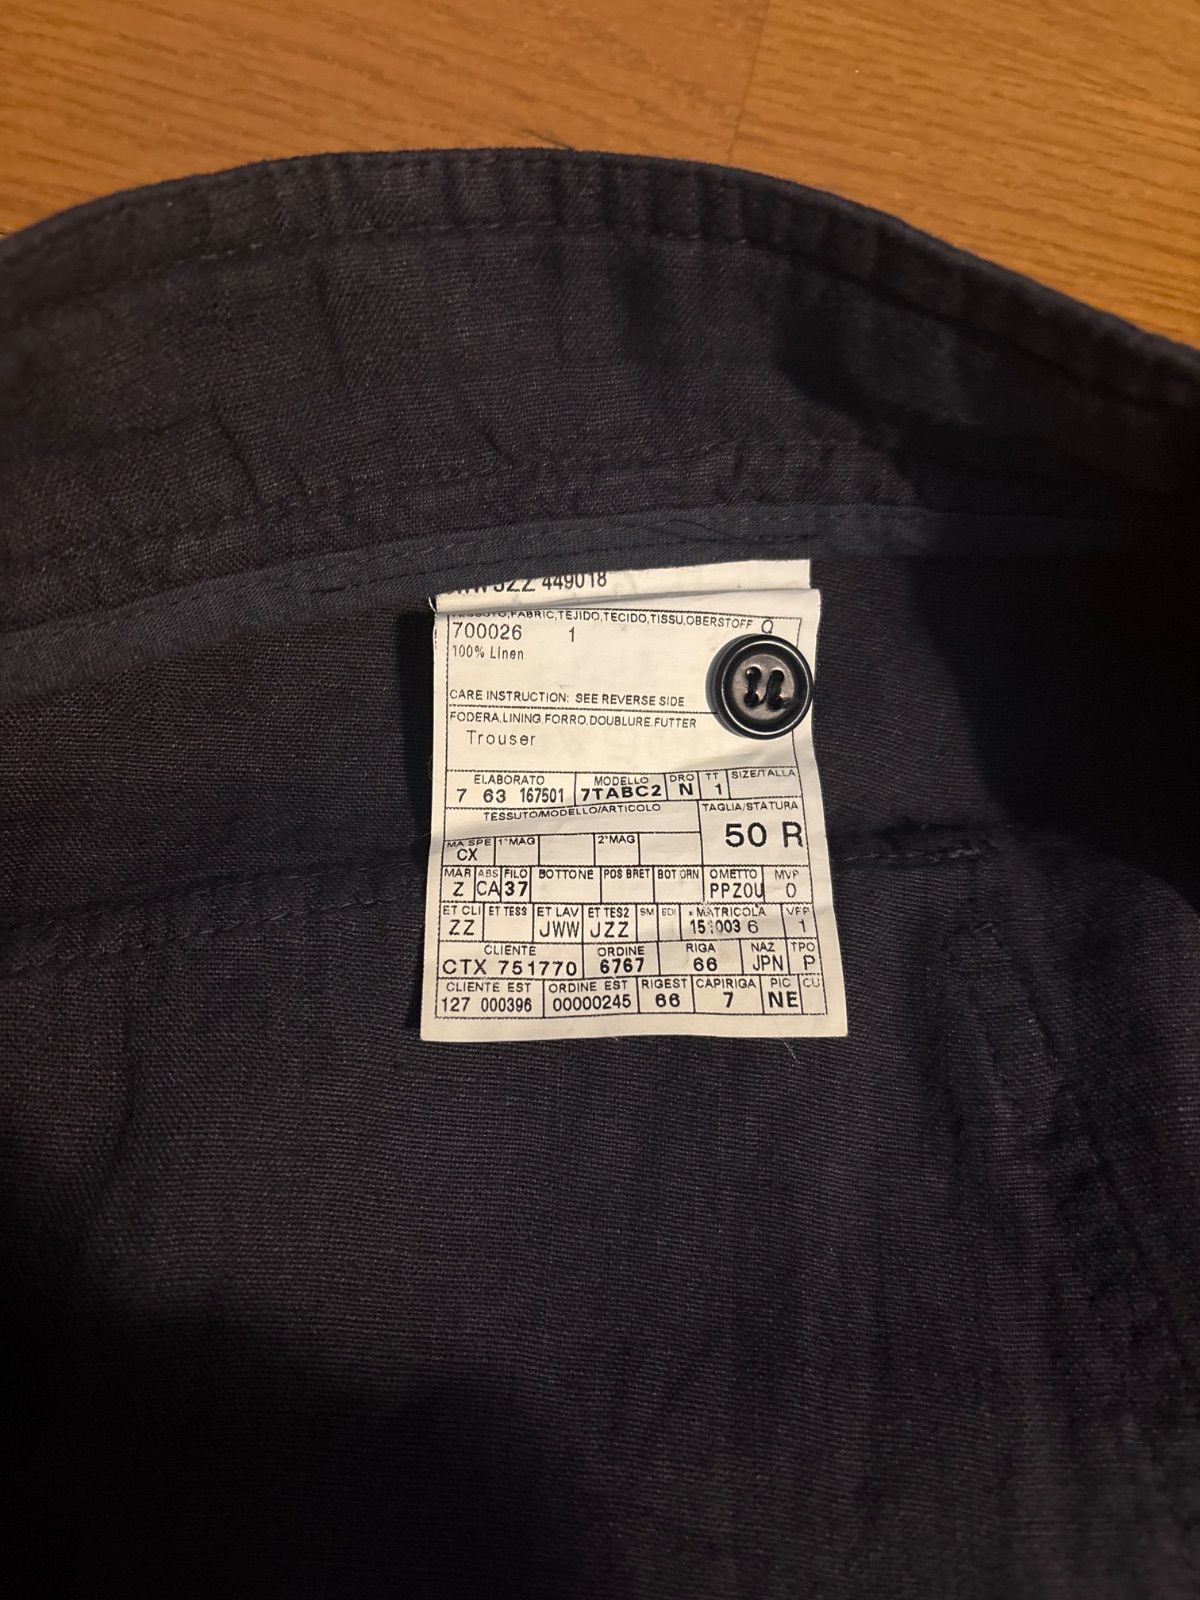 JZZ 449018
TESSUTO,FABRIC,TEJIDO,TECIDO,TISSU,OBERSTOFF
700026 1
100% Linen
CARE INSTRUCTION: SEE REVERSE SIDE
FODERA,LINING,FORRO,DOUBLURE,FUTTER
Trouser
ELABORATO MODELLO DRO TT SIZE/TALLA
7 63 167501 7TABC2 N 1
TESSUTO/MODELLO/ARTICOLO TAGLIA/STATURA
50 R
MA SPE 1°MAG 2°MAG
CX
MAR ABS FILO BOTTONE POS BRET BOT ORN OMETTO MVP
Z CA 37 PPZ0U 0
ET CLI ET TESS ET LAV ET TES2 SM EDI MATRICOLA VFP
ZZ JWW JZZ 6 1
CLIENTE ORDINE RIGA NAZ TPO
CTX 751770 6767 66 JPN P
CLIENTE EST ORDINE EST RIGEST CAPIRIGA PIC CU
127 000396 00000245 66 7 NE